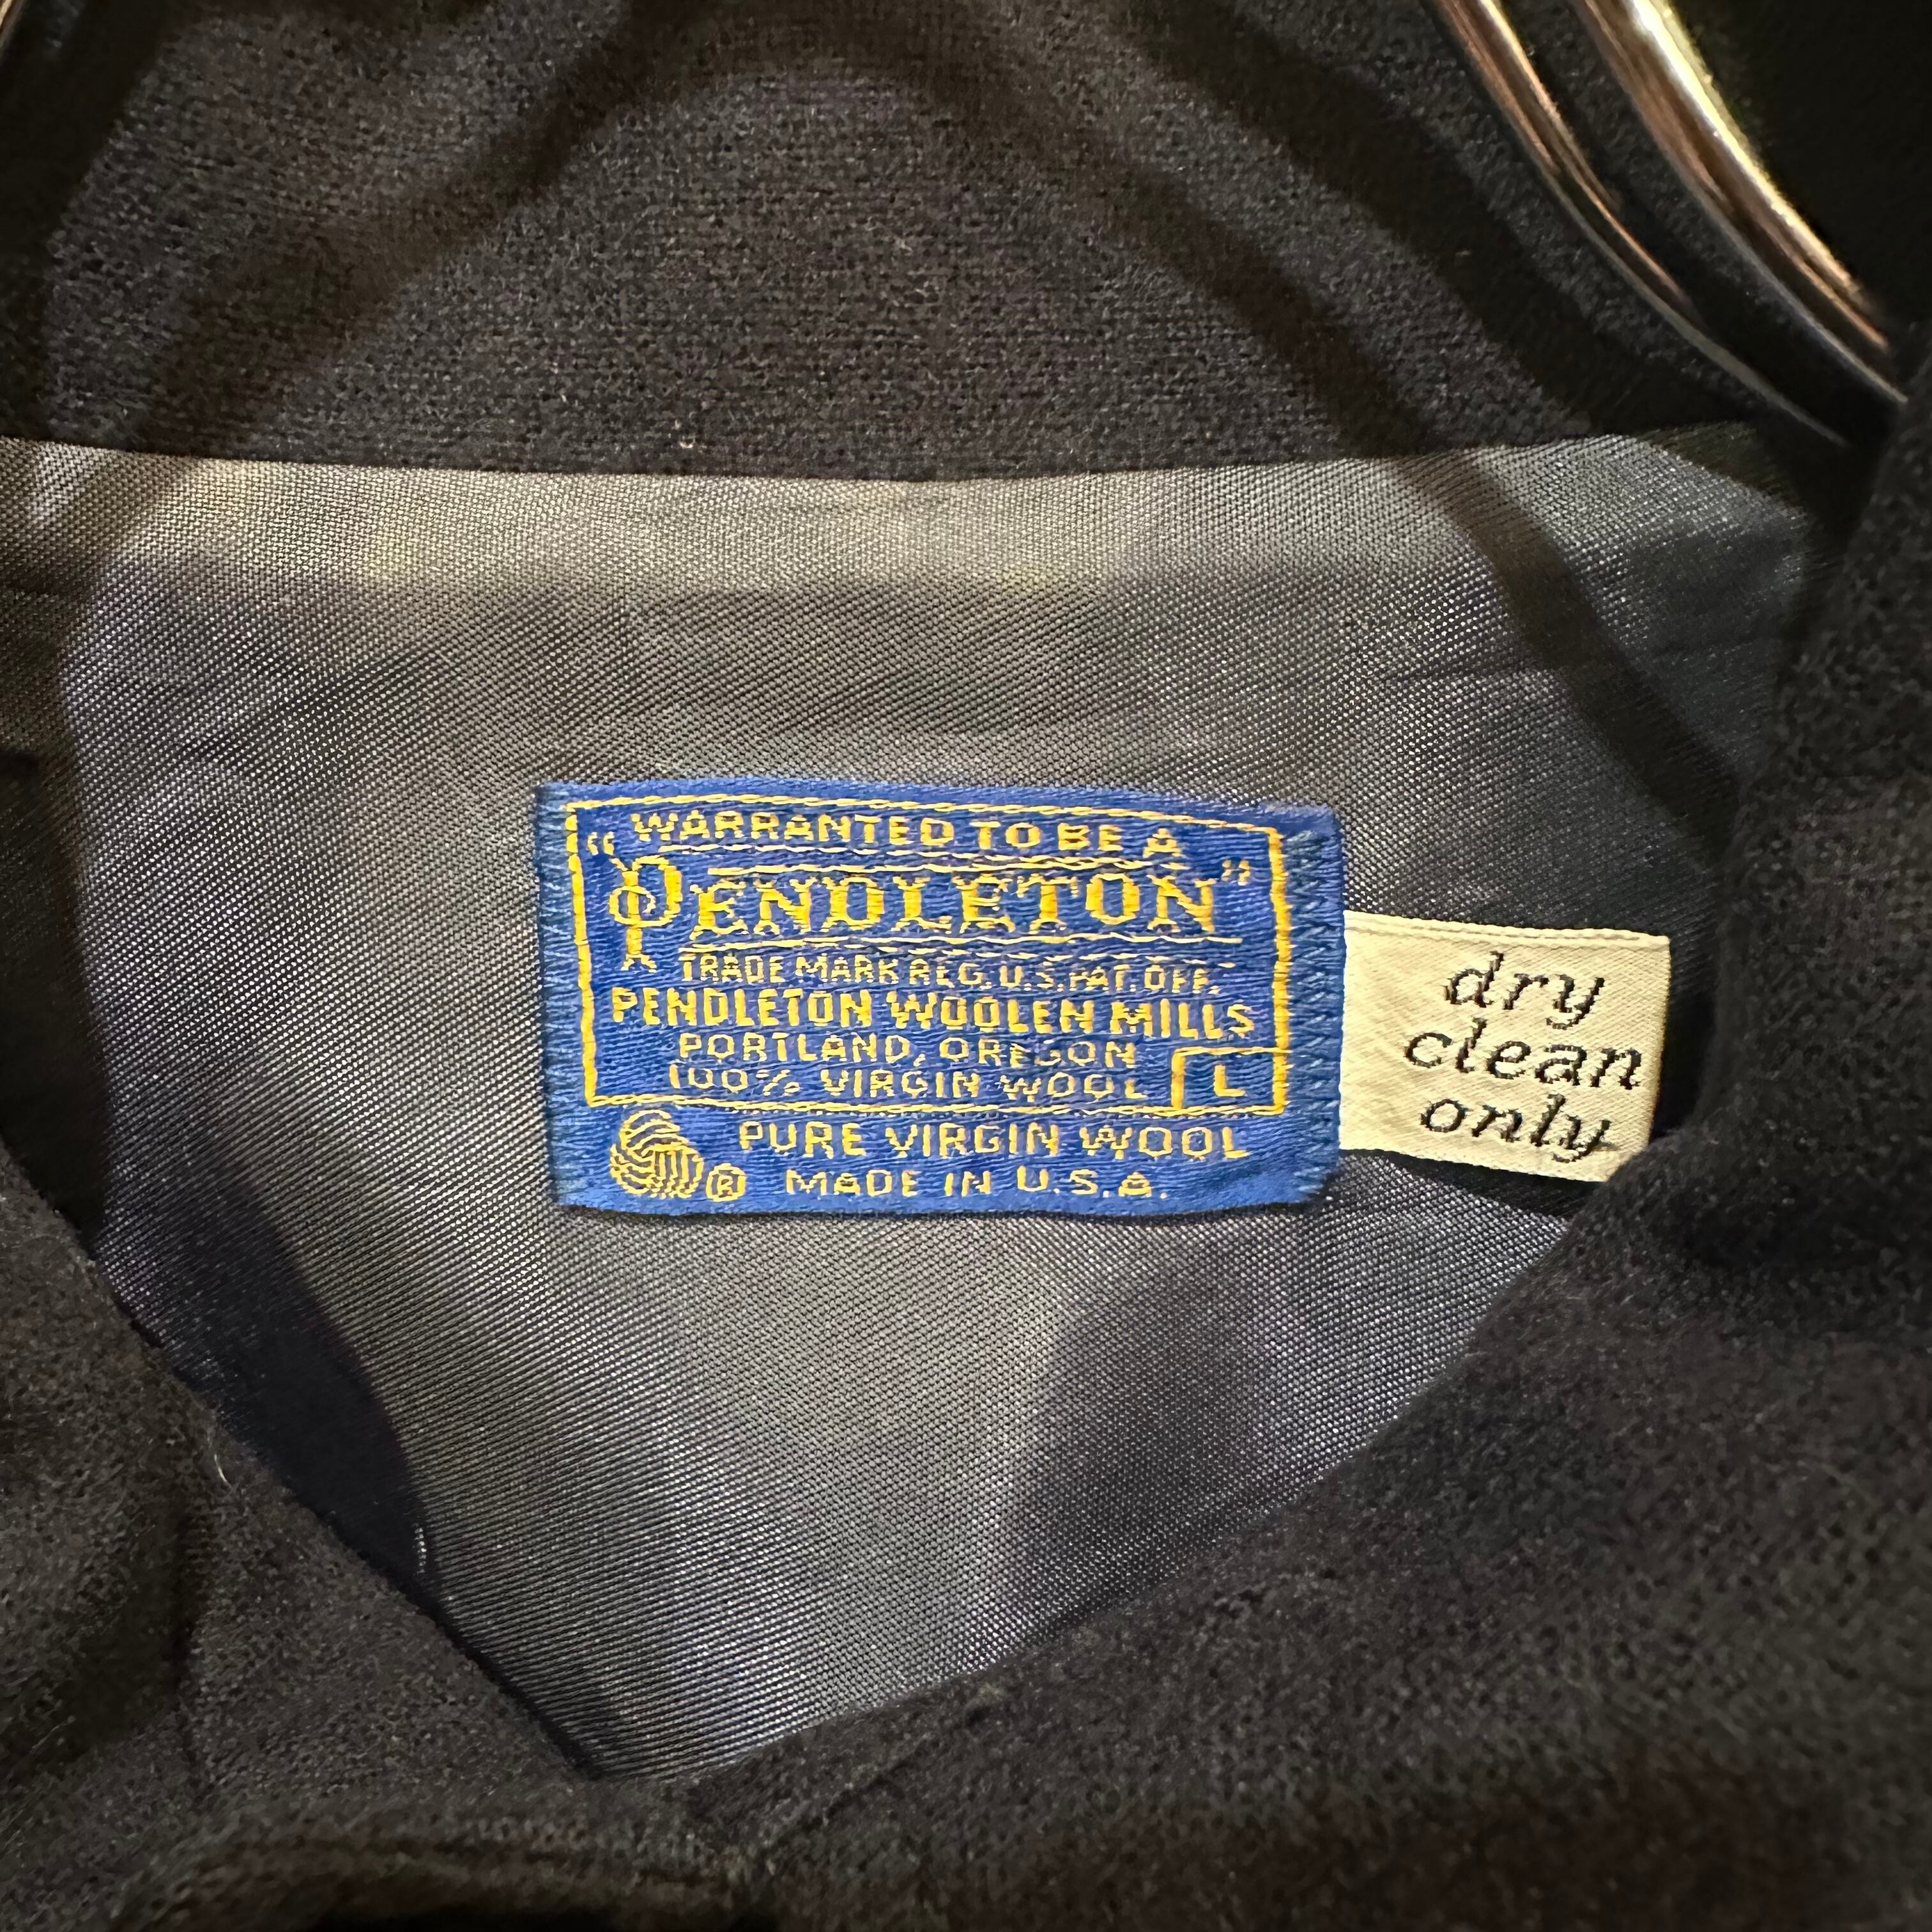 WARRANTED TO BE A
"PENDLETON"
TRADE MARK REG. U.S. PAT. OFF.
PENDLETON WOOLEN MILLS
PORTLAND, OREGON
100% VIRGIN WOOL L
PURE VIRGIN WOOL
® MADE IN U.S.A.
dry
clean
only